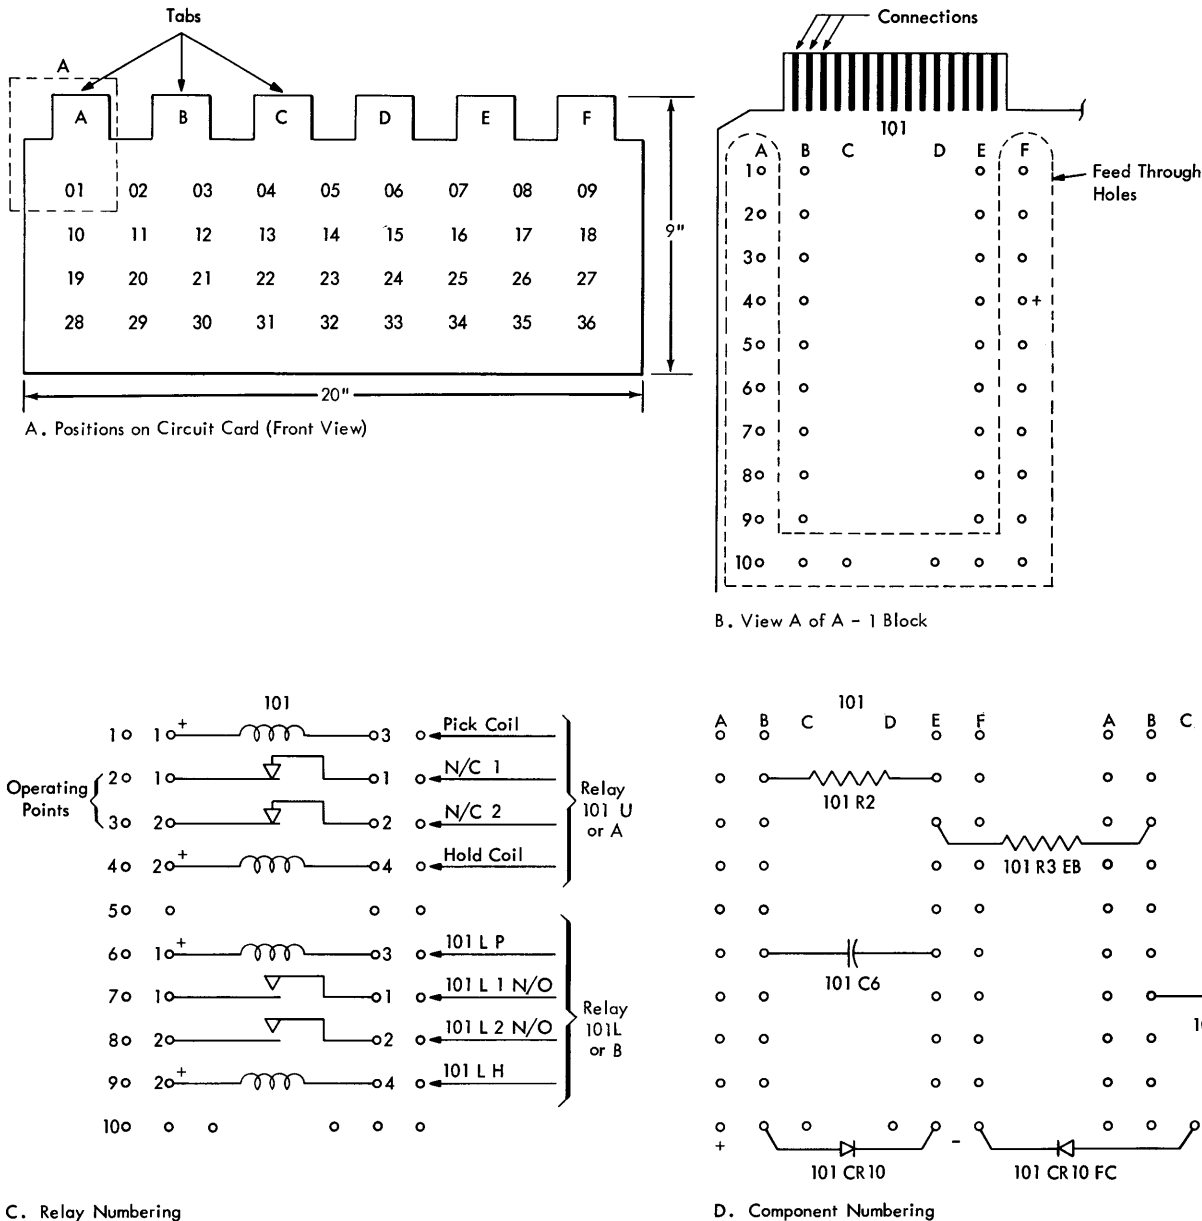 Tabs
A
A B C D E F
01 02 03 04 05 06 07 08 09
10 11 12 13 14 15 16 17 18
19 20 21 22 23 24 25 26 27
28 29 30 31 32 33 34 35 36
9"
20"
A. Positions on Circuit Card (Front View)
Connections
101
A B C D E F
1
2
3
4 +
5
6
7
8
9
10
Feed Through
Holes
B. View A of A - 1 Block
101
1 1 + 3 Pick Coil
2 1 1 N/C 1
3 2 2 N/C 2
4 2 + 4 Hold Coil
5
6 1 + 3 101 L P
7 1 1 101 L 1 N/O
8 2 2 101 L 2 N/O
9 2 + 4 101 L H
10
Operating
Points
Relay
101 U
or A
Relay
101L
or B
C. Relay Numbering
101
A B C D E F A B C
101 R2
101 R3 EB
101 C6
+ -
101 CR10 101 CR10 FC
D. Component Numbering